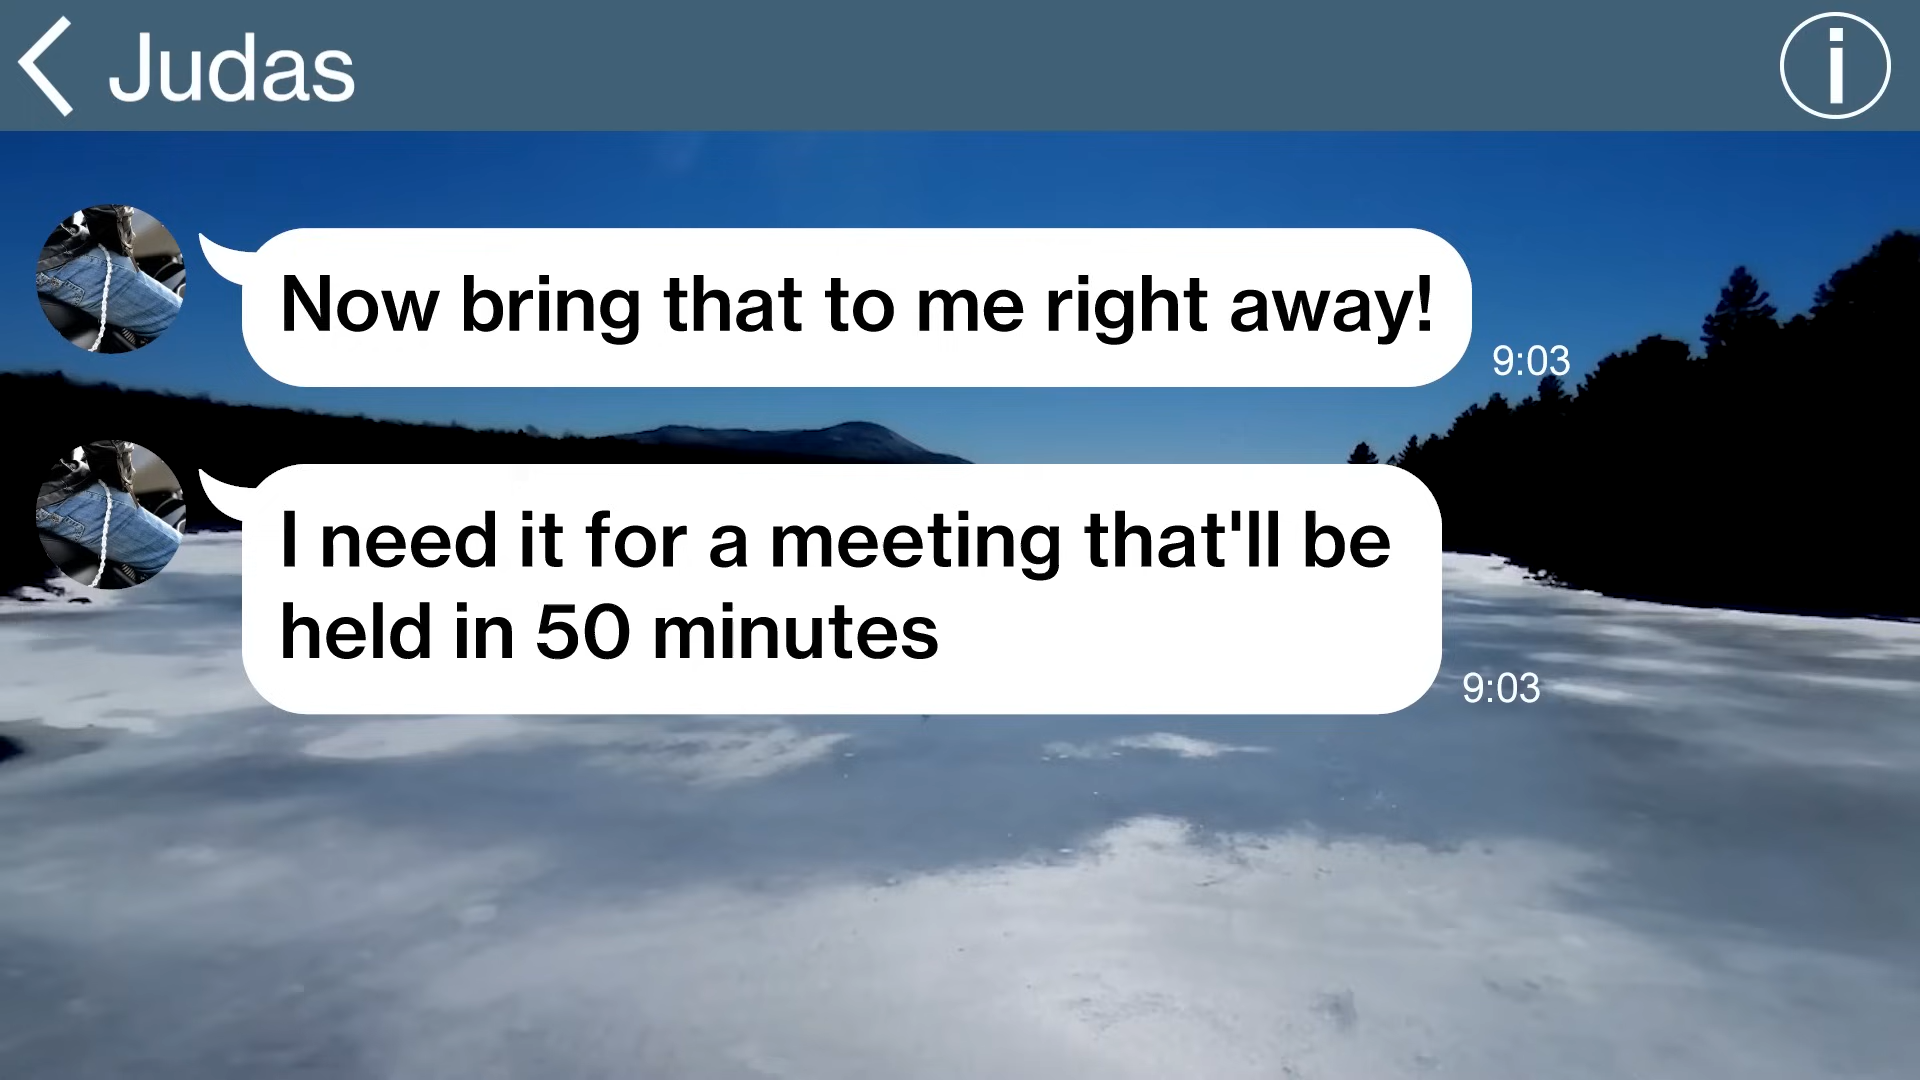 Judas
Now bring that to me right away!
9:03
I need it for a meeting that'll be
held in 50 minutes
9:03